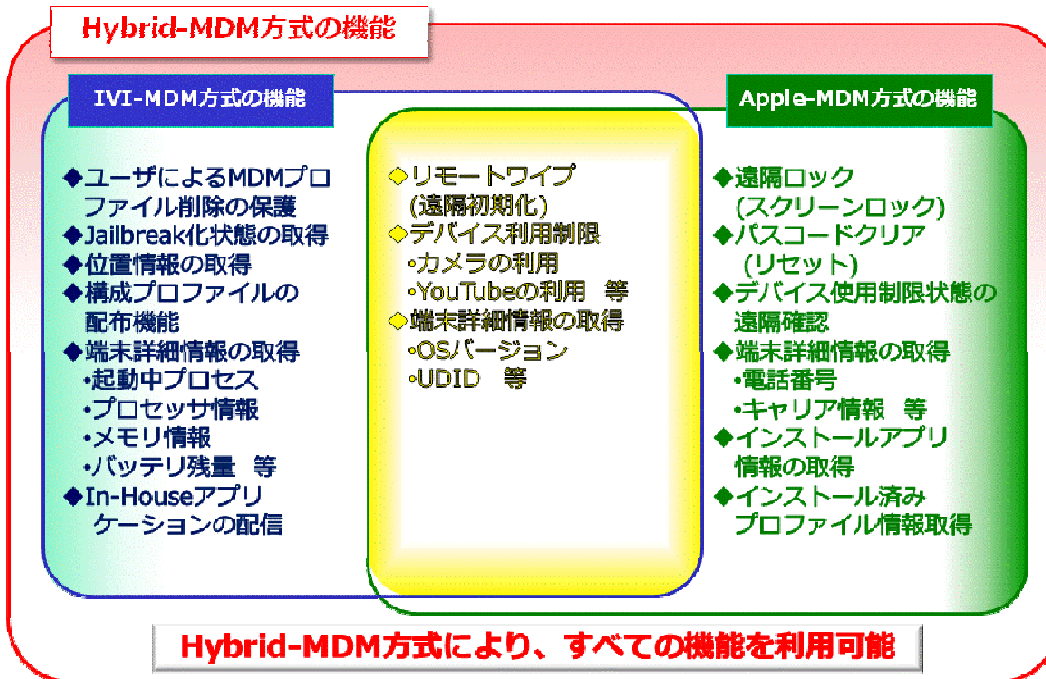 Hybrid-MDM方式の機能
IVI-MDM方式の機能
◆ユーザによるMDMプロ
ファイル削除の保護
◆Jailbreak化状態の取得
◆位置情報の取得
◆構成プロファイルの
配布機能
◆端末詳細情報の取得
・起動中プロセス
・プロセッサ情報
・メモリ情報
・バッテリ残量 等
◆In-Houseアプリ
ケーションの配信
◆リモートワイプ
(遠隔初期化)
◆デバイス利用制限
・カメラの利用
・YouTubeの利用 等
◆端末詳細情報の取得
・OSバージョン
・UDID 等
Apple-MDM方式の機能
◆遠隔ロック
(スクリーンロック)
◆パスコードクリア
(リセット)
◆デバイス使用制限状態の
遠隔確認
◆端末詳細情報の取得
・電話番号
・キャリア情報 等
◆インストールアプリ
情報の取得
◆インストール済み
プロファイル情報取得
Hybrid-MDM方式により、すべての機能を利用可能